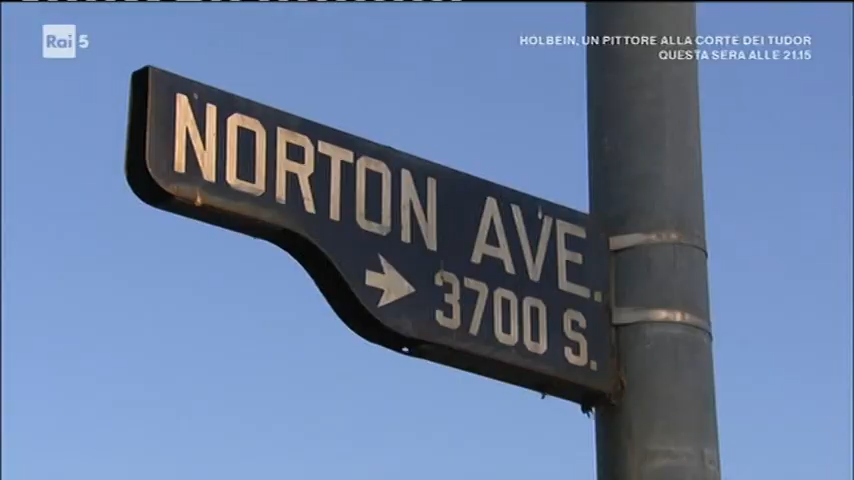 Rai 5
HOLBEIN, UN PITTORE ALLA CORTE DEI TUDOR
QUESTA SERA ALLE 21.15
NORTON AVE.
3700 S.